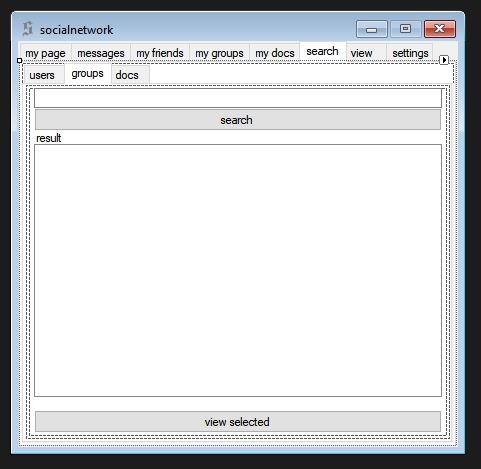 socialnetwork
my page messages my friends my groups my docs search view settings
users groups docs
search
result
view selected